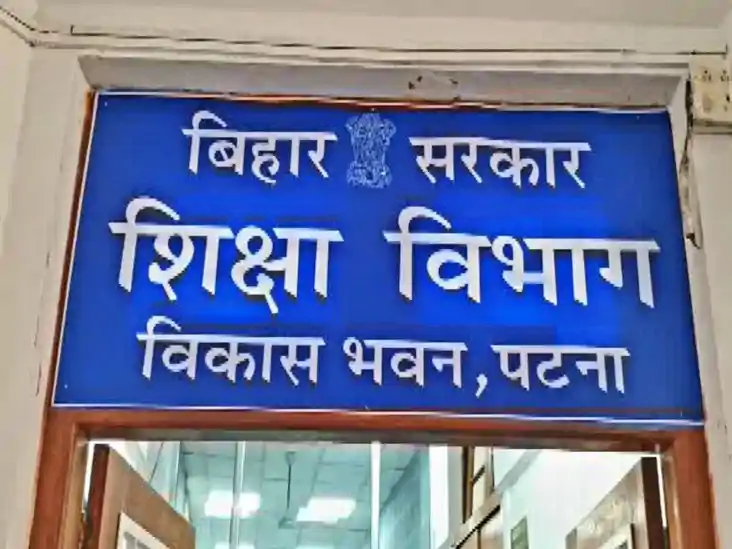 बिहार सरकार
शिक्षा विभाग
विकास भवन, पटना